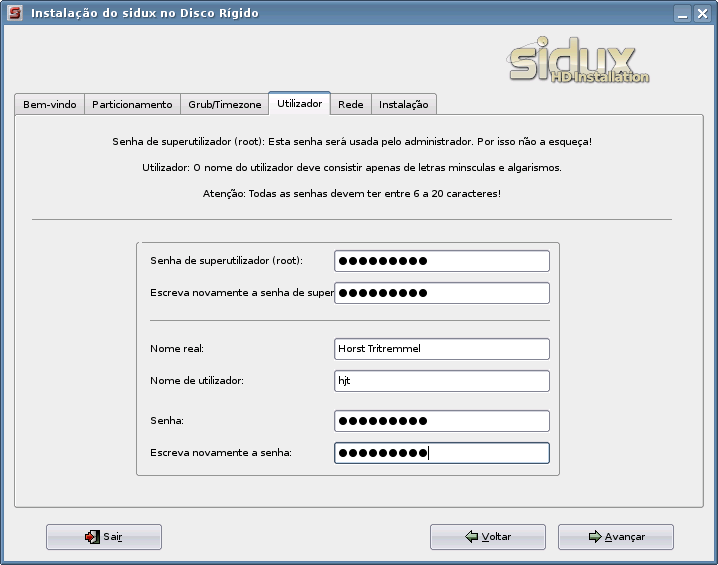 Instalação do sidux no Disco Rígido
sidux
HD-Installation
Bem-vindo Particionamento Grub/Timezone Utilizador Rede Instalação
Senha de superutilizador (root): Esta senha será usada pelo administrador. Por isso não a esqueça!
Utilizador: O nome do utilizador deve consistir apenas de letras minsculas e algarismos.
Atenção: Todas as senhas devem ter entre 6 a 20 caracteres!
Senha de superutilizador (root): ●●●●●●●●●
Escreva novamente a senha de super ●●●●●●●●●
Nome real: Horst Tritremmel
Nome de utilizador: hjt
Senha: ●●●●●●●●●
Escreva novamente a senha: ●●●●●●●●●
Sair Voltar Avançar